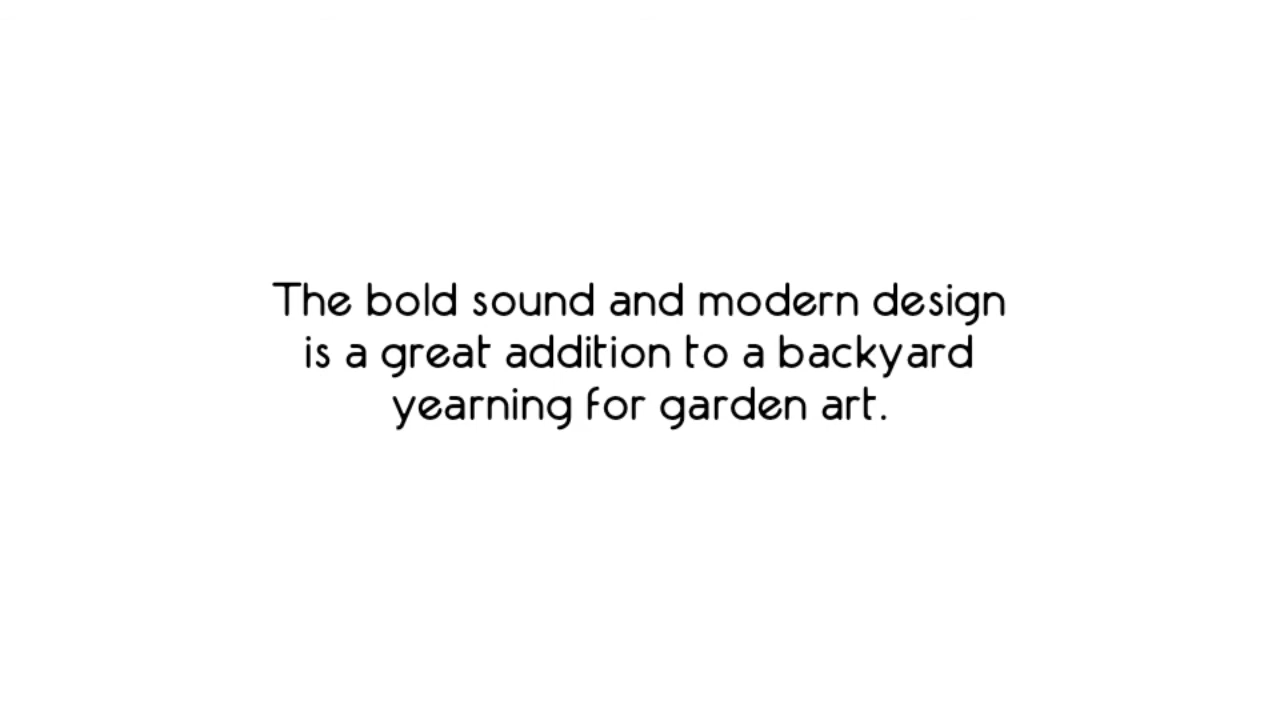 The bold sound and modern design
is a great addition to a backyard
yearning for garden art.